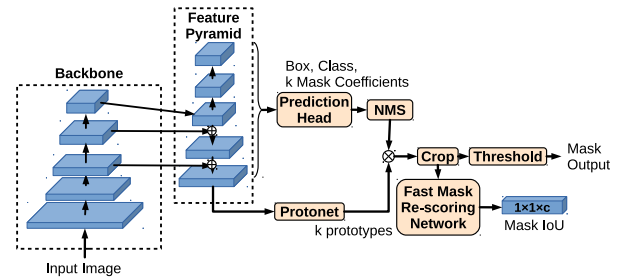 Feature
Pyramid
Backbone
Box, Class,
k Mask Coefficients
Prediction
Head
NMS
Crop
Threshold
Mask
Output
Fast Mask
Re-scoring
Network
1×1×c
Mask IoU
Protonet
k prototypes
Input Image